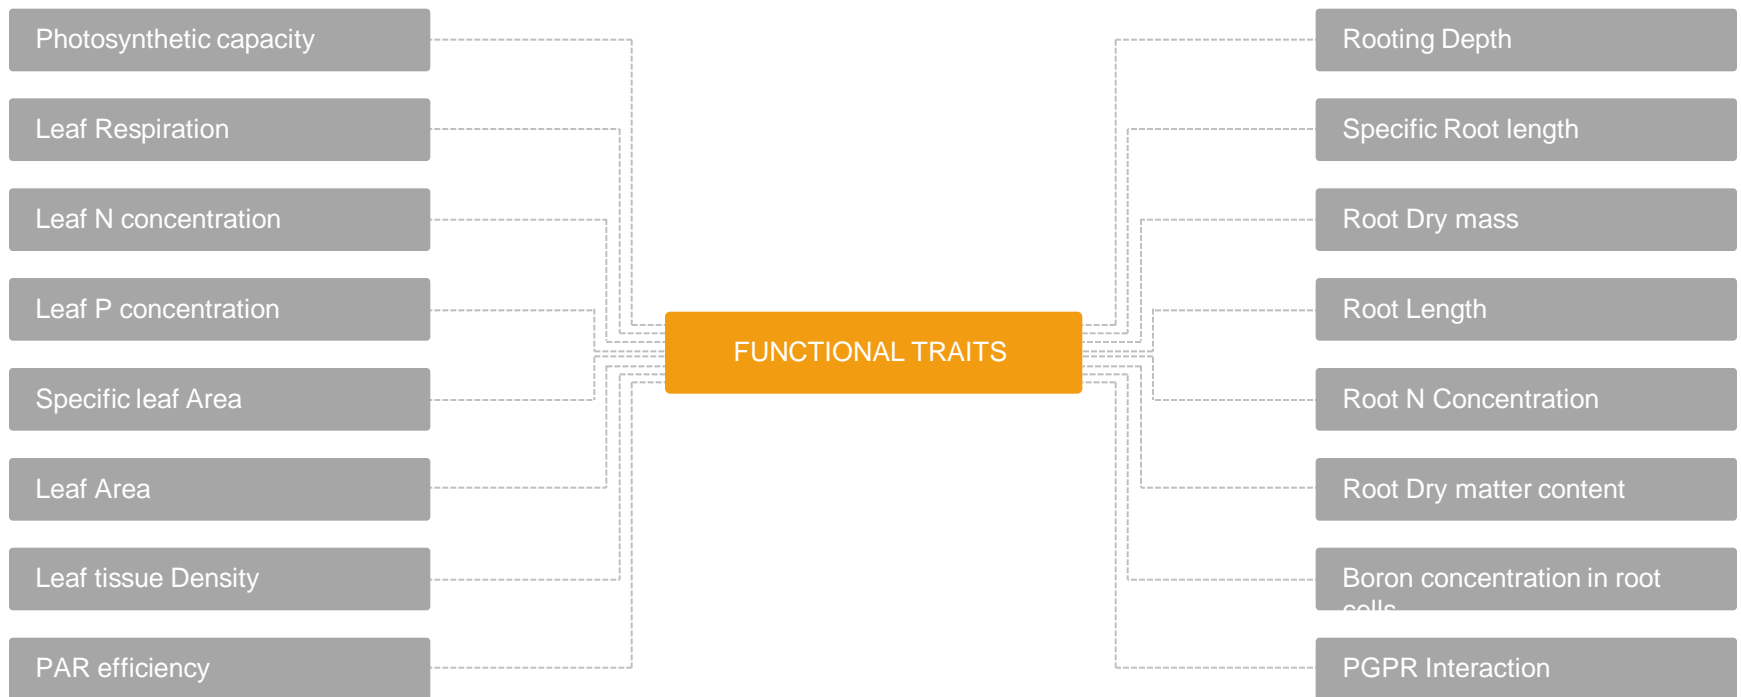 Photosynthetic capacity
Leaf Respiration
Leaf N concentration
Leaf P concentration
Specific leaf Area
Leaf Area
Leaf tissue Density
PAR efficiency
FUNCTIONAL TRAITS
Rooting Depth
Specific Root length
Root Dry mass
Root Length
Root N Concentration
Root Dry matter content
Boron concentration in root
cells
PGPR Interaction